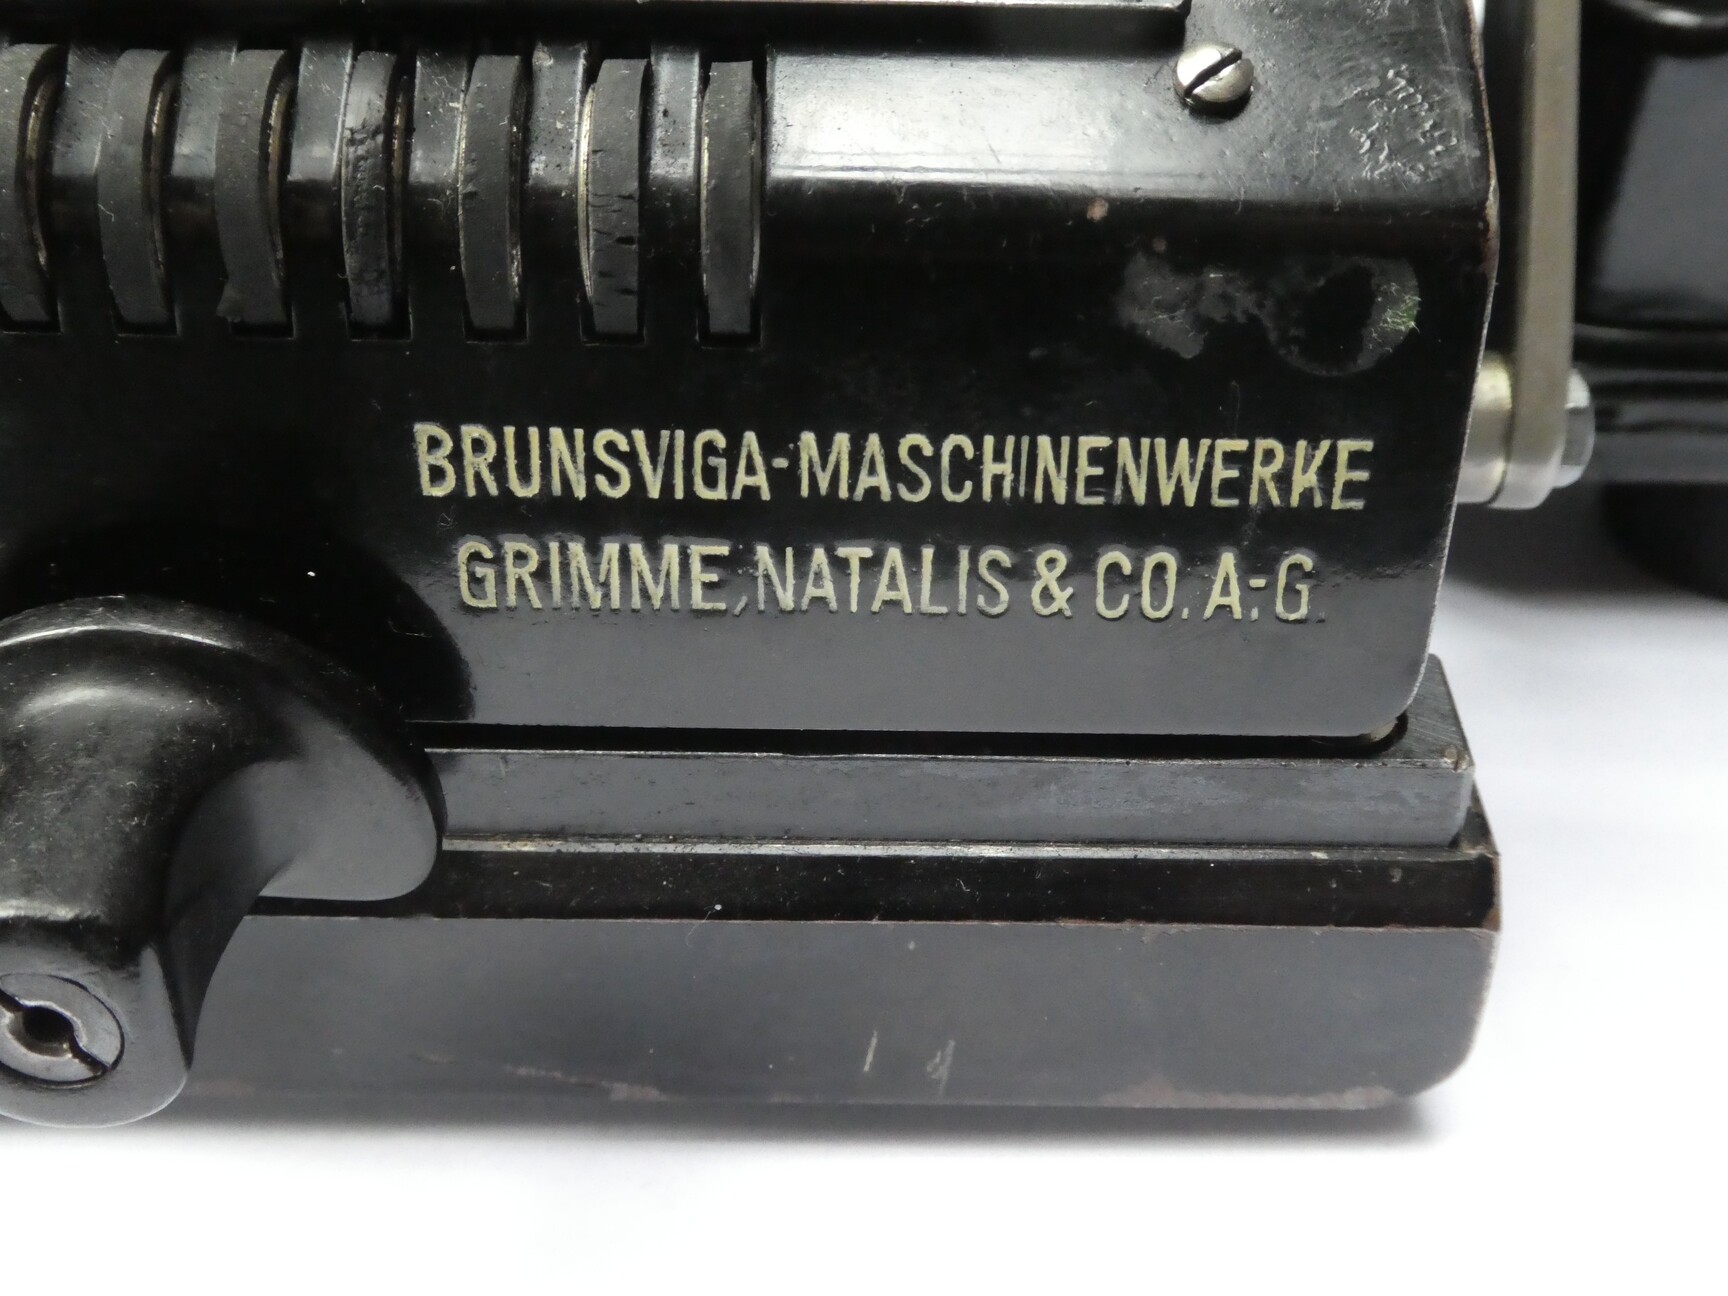 BRUNSVIGA-MASCHINENWERKE
GRIMME, NATALIS & CO. A.-G.